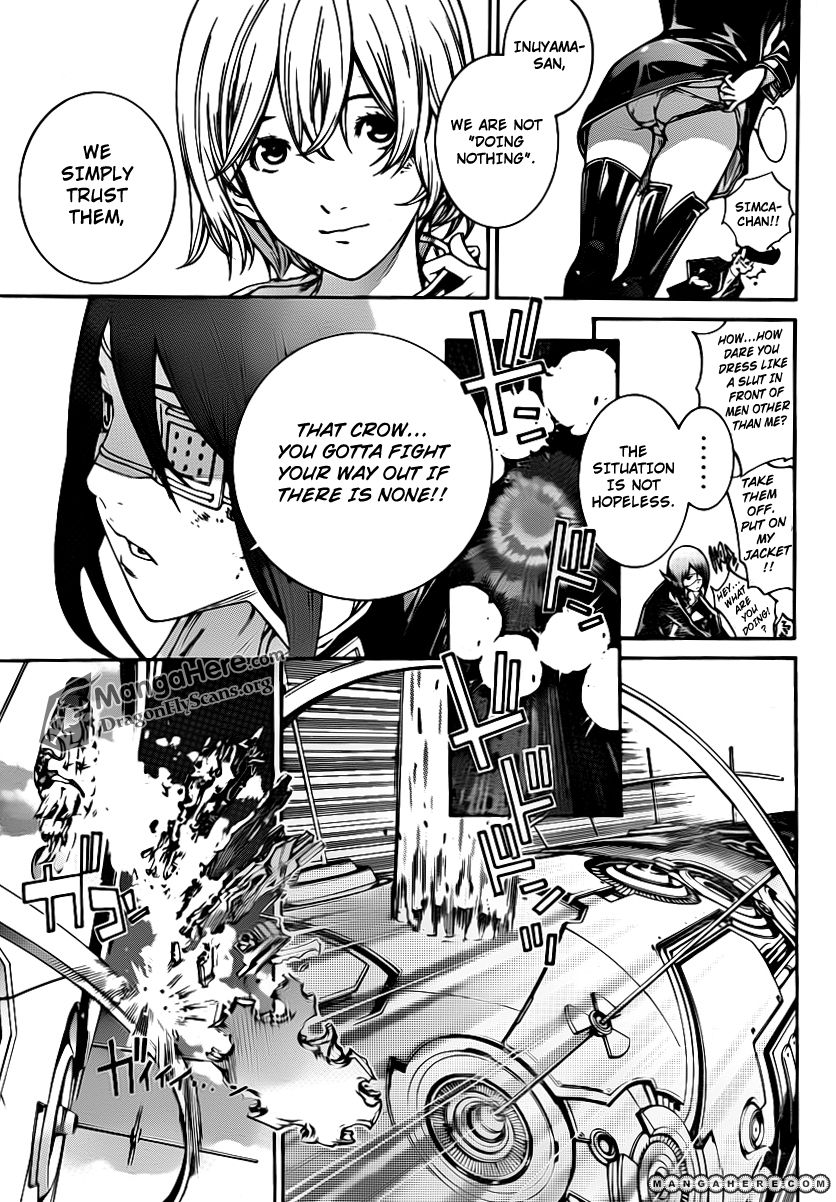 INUYAMA-
SAN,
WE ARE NOT
"DOING
NOTHING".
SIMCA-
CHAN!!
WE
SIMPLY
TRUST
THEM,
HOW...HOW
DARE YOU
DRESS LIKE
A SLUT IN
FRONT OF
MEN OTHER
THAN ME?
TAKE
THEM
OFF.
PUT ON
MY
JACKET
!!
HEY...
WHAT
ARE
YOU
DOING!
?
THE
SITUATION
IS NOT
HOPELESS.
THAT CROW...
YOU GOTTA FIGHT
YOUR WAY OUT IF
THERE IS NONE!!
MangaHere.com
DragonFlyScans.org
MANGAHERE.COM